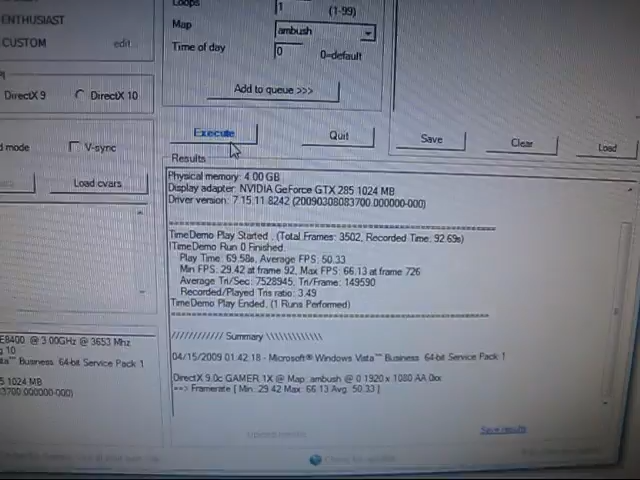 Loops
1
(1-99)
ENTHUSIAST
Map
ambush
CUSTOM
edit...
Time of day
0
0=default
DirectX 9
DirectX 10
Add to queue >>>
Execute
Quit
Save
Clear
Load
d mode
V-sync
Results
Load cvars
Physical memory: 4.00 GB
Display adapter: NVIDIA GeForce GTX 285 1024 MB
Driver version: 7.15.11.8242 (20090308083700.000000-000)
TimeDemo Play Started , (Total Frames: 3502, Recorded Time: 92.69s)
!TimeDemo Run 0 Finished.
Play Time: 69.58s, Average FPS: 50.33
Min FPS: 29.42 at frame 92, Max FPS: 66.13 at frame 726
Average Tri/Sec: 7528945, Tri/Frame: 149590
Recorded/Played Tris ratio: 3.49
TimeDemo Play Ended, (1 Runs Performed)
//////////// Summary \\\\\\\\\\\\
E8400 @ 3.00GHz @ 3653 Mhz
g 10
sta™ Business 64-bit Service Pack 1
04/15/2009 01:42:18 - Microsoft® Windows Vista™ Business 64-bit Service Pack 1
5 1024 MB
3700.000000-000)
DirectX 9.0c GAMER 1X @ Map: ambush @ 0 1920 x 1080 AA 0xx
==> Framerate [ Min: 29.42 Max: 66.13 Avg: 50.33 ]
Save results